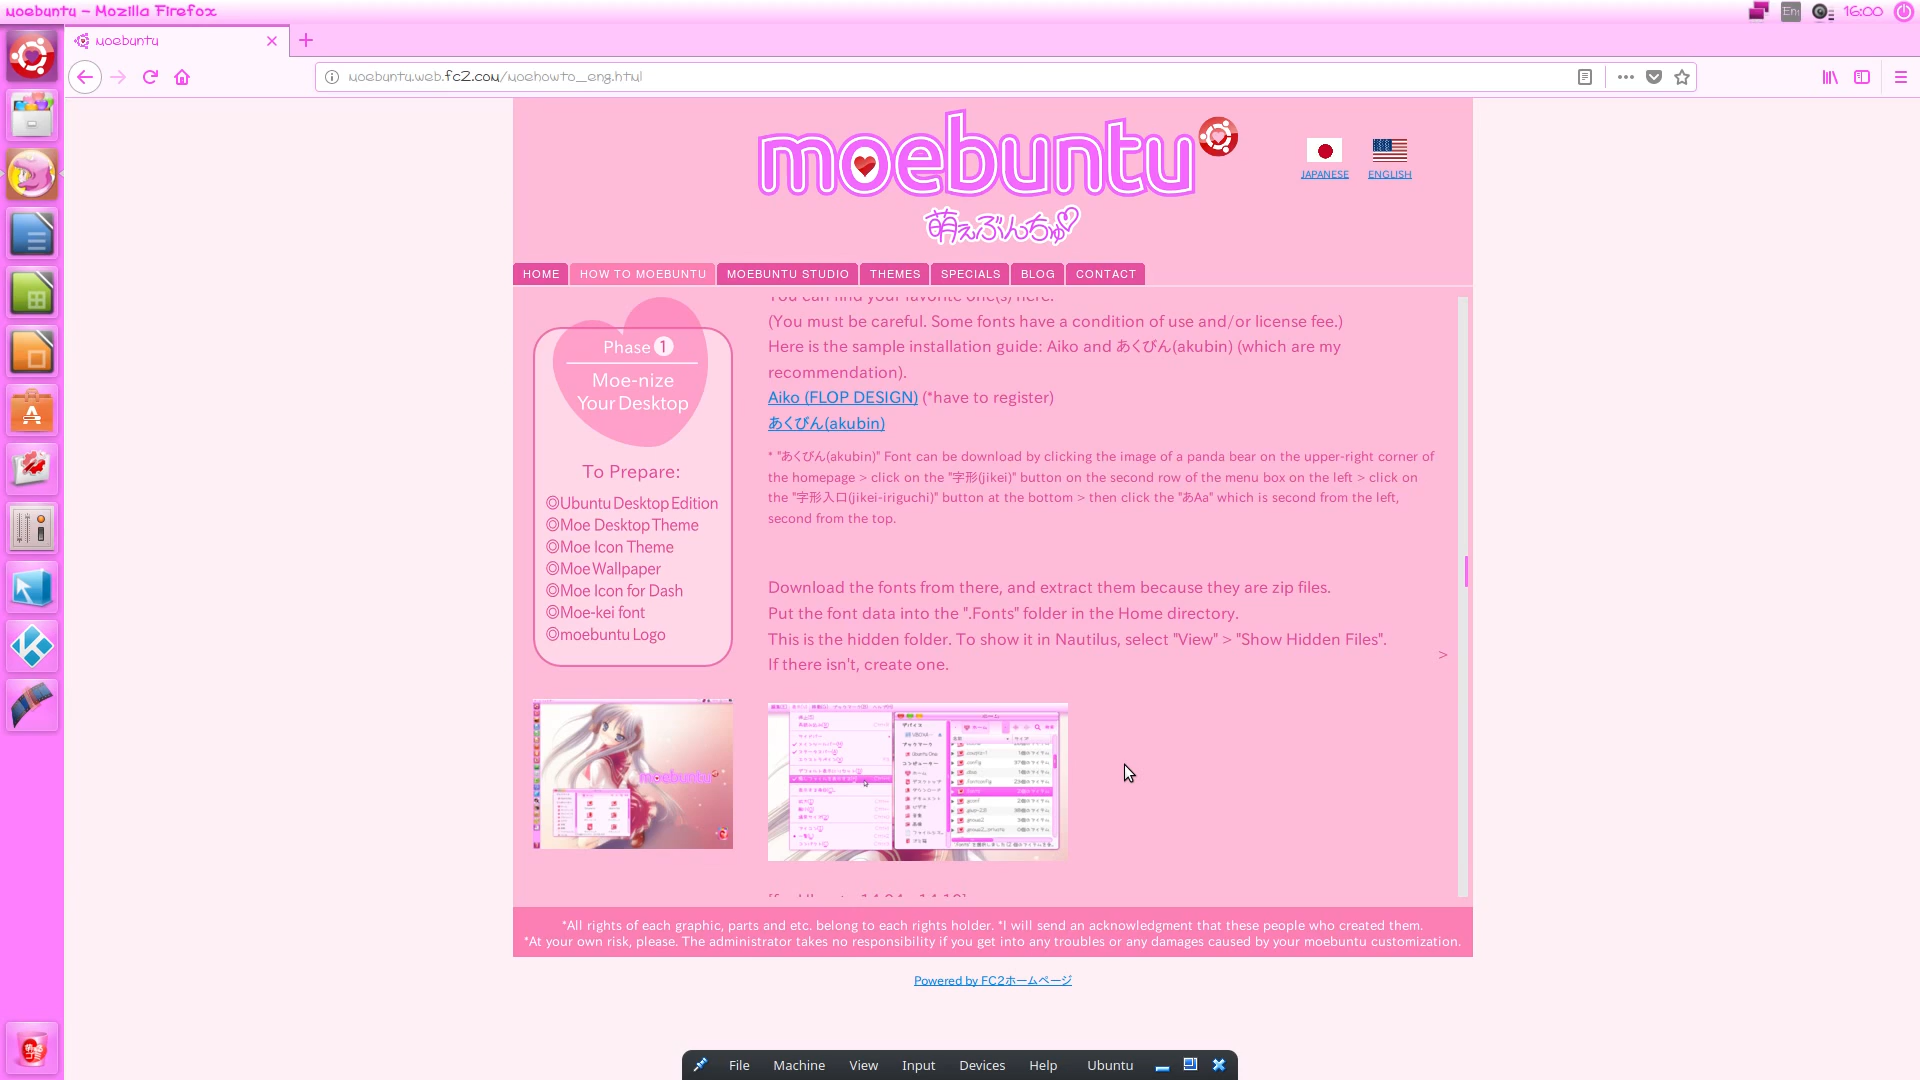 moebuntu - Mozilla Firefox
En
16:00
moebuntu
moebuntu.web.fc2.com/moehowto_eng.html
moebuntu
萌えぶんちゅ
JAPANESE
ENGLISH
HOME
HOW TO MOEBUNTU
MOEBUNTU STUDIO
THEMES
SPECIALS
BLOG
CONTACT
Phase 1
Moe-nize
Your Desktop
To Prepare:
◎Ubuntu Desktop Edition
◎Moe Desktop Theme
◎Moe Icon Theme
◎Moe Wallpaper
◎Moe Icon for Dash
◎Moe-kei font
◎moebuntu Logo
moebuntu
You can find your favorite one(s) here.
(You must be careful. Some fonts have a condition of use and/or license fee.)
Here is the sample installation guide: Aiko and あくびん(akubin) (which are my
recommendation).
Aiko (FLOP DESIGN) (*have to register)
あくびん(akubin)
* "あくびん(akubin)" Font can be download by clicking the image of a panda bear on the upper-right corner of
the homepage > click on the "字形(jikei)" button on the second row of the menu box on the left > click on
the "字形入口(jikei-iriguchi)" button at the bottom > then click the "あAa" which is second from the left,
second from the top.
Download the fonts from there, and extract them because they are zip files.
Put the font data into the ".Fonts" folder in the Home directory.
This is the hidden folder. To show it in Nautilus, select "View" > "Show Hidden Files".
>
If there isn't, create one.
*All rights of each graphic, parts and etc. belong to each rights holder. *I will send an acknowledgment that these people who created them.
*At your own risk, please. The administrator takes no responsibility if you get into any troubles or any damages caused by your moebuntu customization.
Powered by FC2ホームページ
File
Machine
View
Input
Devices
Help
Ubuntu